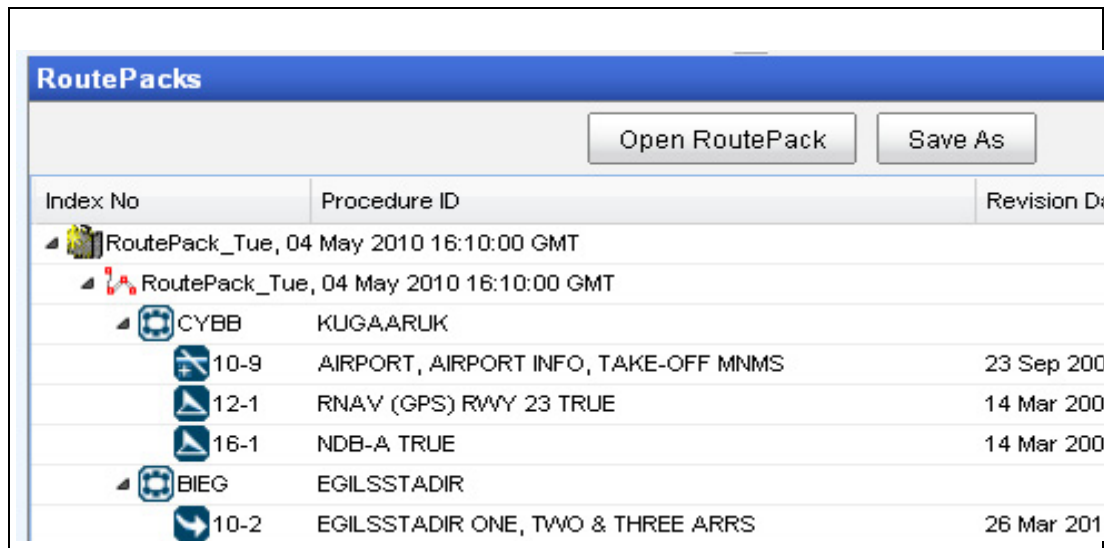 RoutePacks
Open RoutePack Save As
Index No Procedure ID Revision
RoutePack_Tue, 04 May 2010 16:10:00 GMT
RoutePack_Tue, 04 May 2010 16:10:00 GMT
CYBB KUGAARUK
10-9 AIRPORT, AIRPORT INFO, TAKE-OFF MNMS 23 Sep 200
12-1 RNAV (GPS) RWY 23 TRUE 14 Mar 200
16-1 NDB-A TRUE 14 Mar 200
BIEG EGILSSTADIR
10-2 EGILSSTADIR ONE, TWO & THREE ARRS 26 Mar 201